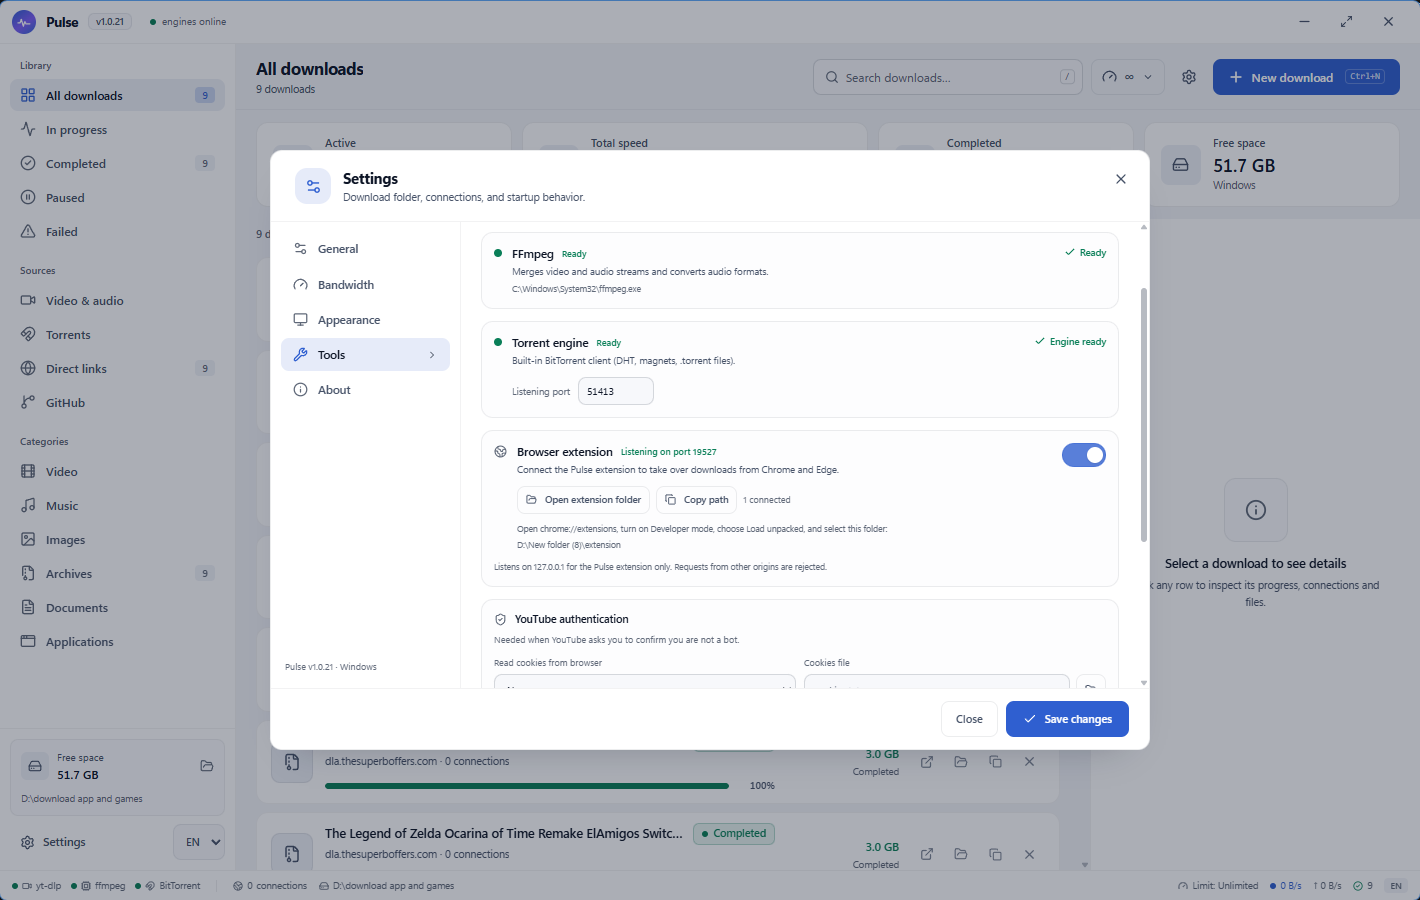 Pulse
v1.0.21
engines online
Library
All downloads
9
In progress
Completed
9
Paused
Failed
Sources
Video & audio
Torrents
Direct links
9
GitHub
Categories
Video
Music
Images
Archives
9
Documents
Applications
Free space
51.7 GB
D:\download app and games
Settings
EN
All downloads
9 downloads
Search downloads...
/
∞
New download
Ctrl+N
Active
Total speed
Completed
Free space
51.7 GB
Windows
9 d
Settings
Download folder, connections, and startup behavior.
General
Bandwidth
Appearance
Tools
About
Pulse v1.0.21 · Windows
FFmpeg
Ready
Ready
Merges video and audio streams and converts audio formats.
C:\Windows\System32\ffmpeg.exe
Torrent engine
Ready
Engine ready
Built-in BitTorrent client (DHT, magnets, .torrent files).
Listening port
51413
Browser extension
Listening on port 19527
Connect the Pulse extension to take over downloads from Chrome and Edge.
Open extension folder
Copy path
1 connected
Open chrome://extensions, turn on Developer mode, choose Load unpacked, and select this folder:
D:\New folder (8)\extension
Listens on 127.0.0.1 for the Pulse extension only. Requests from other origins are rejected.
YouTube authentication
Needed when YouTube asks you to confirm you are not a bot.
Read cookies from browser
Cookies file
Close
Save changes
Select a download to see details
any row to inspect its progress, connections and
files.
dla.thesuperboffers.com · 0 connections
3.0 GB
Completed
100%
The Legend of Zelda Ocarina of Time Remake ElAmigos Switc...
Completed
dla.thesuperboffers.com · 0 connections
3.0 GB
Completed
yt-dlp
ffmpeg
BitTorrent
0 connections
D:\download app and games
Limit: Unlimited
0 B/s
↑ 0 B/s
9
EN